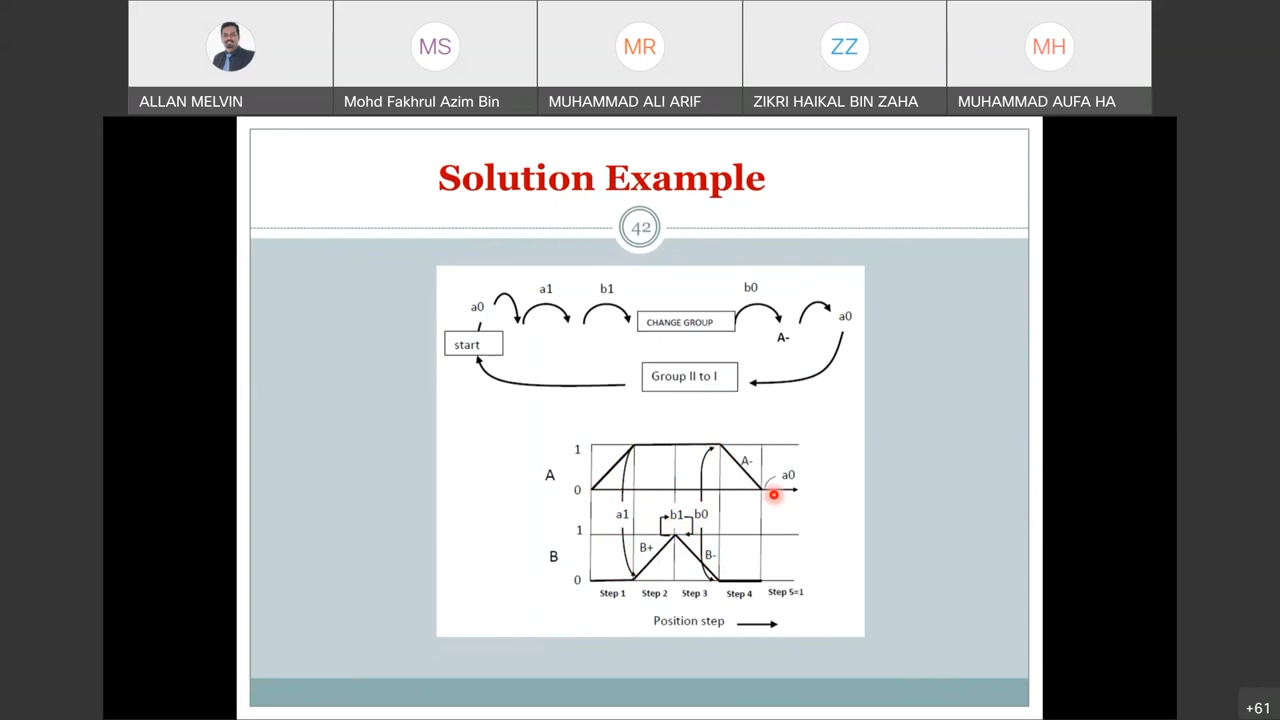 MS
MR
ZZ
MH
ALLAN MELVIN
Mohd Fakhrul Azim Bin
MUHAMMAD ALI ARIF
ZIKRI HAIKAL BIN ZAHA
MUHAMMAD AUFA HA
Solution Example
42
a0
a1
b1
CHANGE GROUP
b0
A-
a0
start
Group II to I
1
A
0
A-
a0
a1
b1
b0
1
B
0
B+
B-
Step 1
Step 2
Step 3
Step 4
Step 5=1
Position step
+61